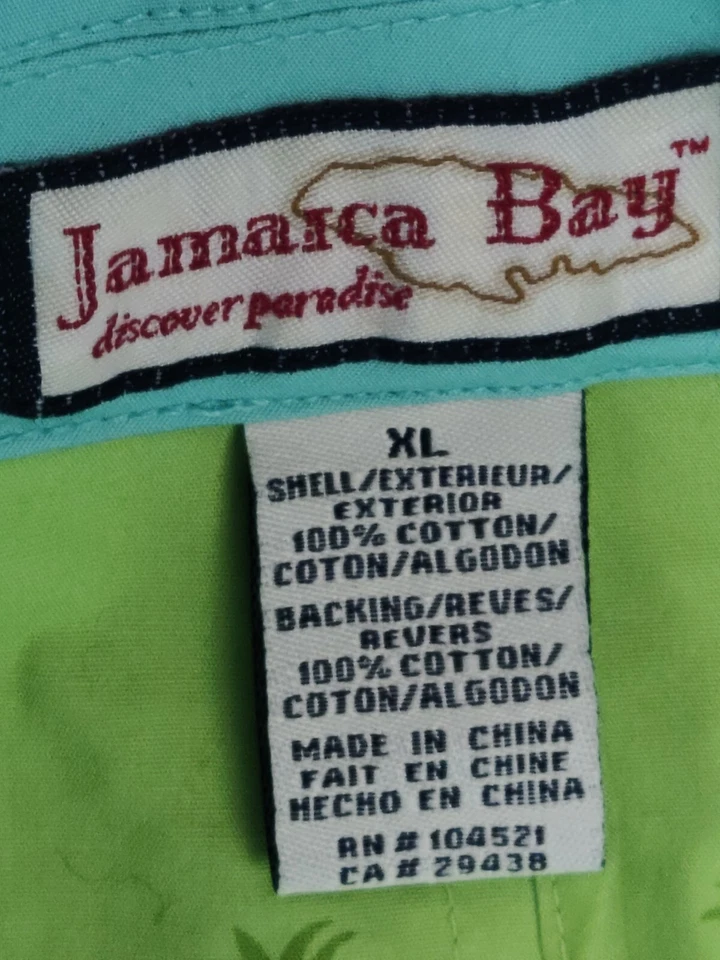 Jamaica Bay™
discover paradise
XL
SHELL/EXTERIEUR/
EXTERIOR
100% COTTON/
COTON/ALGODON
BACKING/REVES/
REVERS
100% COTTON/
COTON/ALGODON
MADE IN CHINA
FAIT EN CHINE
HECHO EN CHINA
RN # 104521
CA # 29438